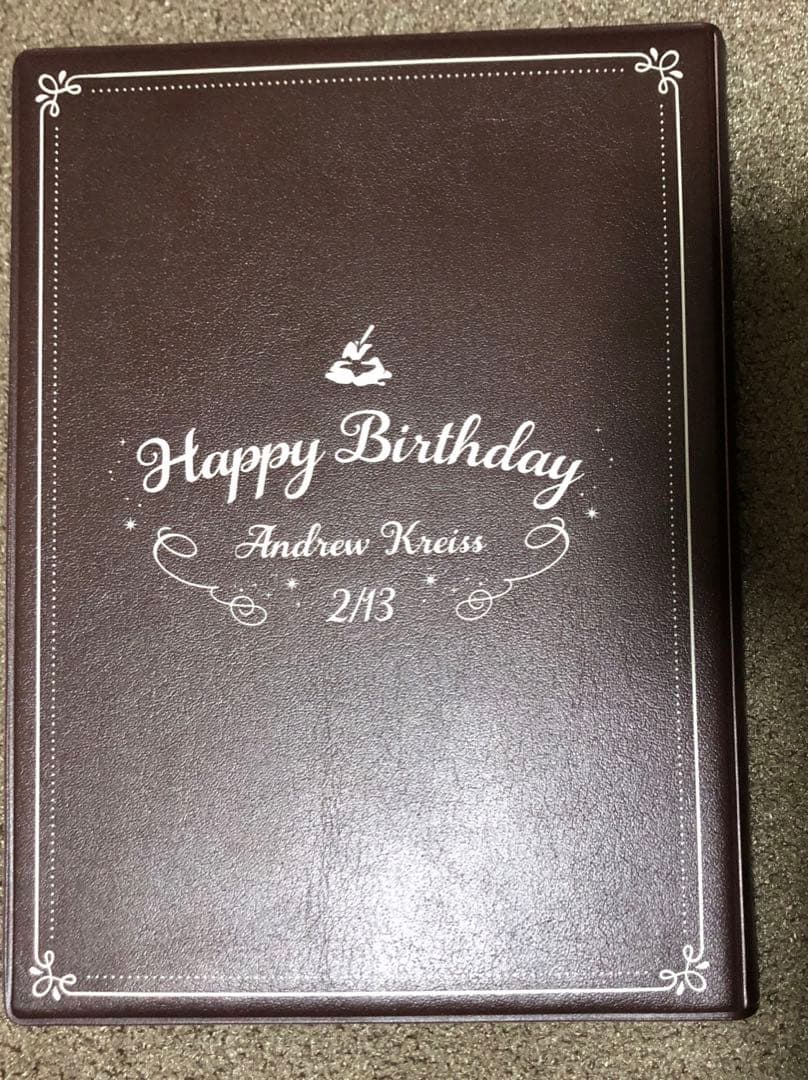 Happy Birthday
Andrew Kreiss
2/13